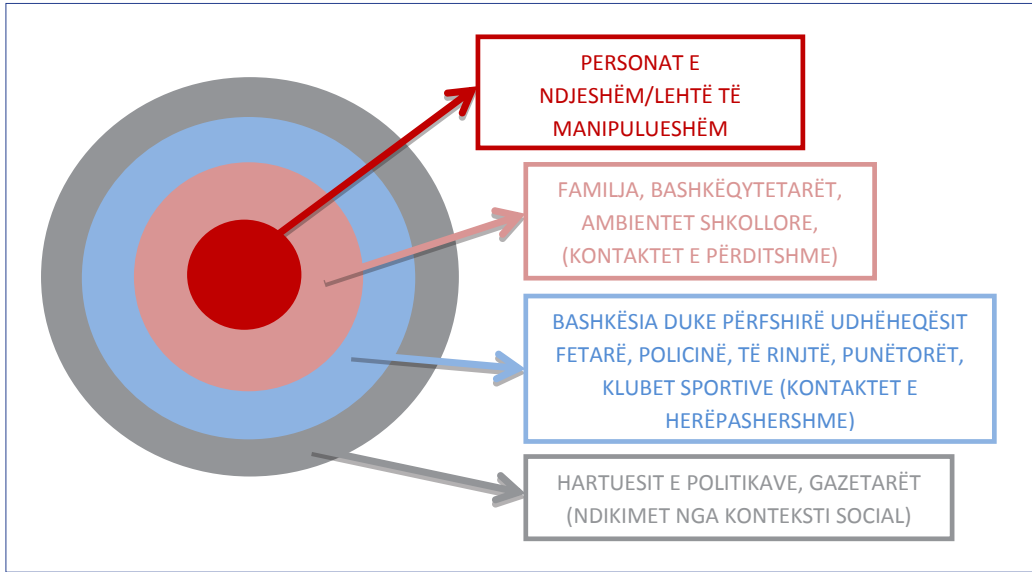 PERSONAT E
NDJESHËM/LEHTË TË
MANIPULUESHËM
FAMILJA, BASHKËQYTETARËT,
AMBIENTET SHKOLLORE,
(KONTAKTET E PËRDITSHME)
BASHKËSIA DUKE PËRFSHIRË UDHËHEQËSIT
FETARË, POLICINË, TË RINJTË, PUNËTORËT,
KLUBET SPORTIVE (KONTAKTET E
HERËPASHERSHME)
HARTUESIT E POLITIKAVE, GAZETARËT
(NDIKIMET NGA KONTEKSTI SOCIAL)